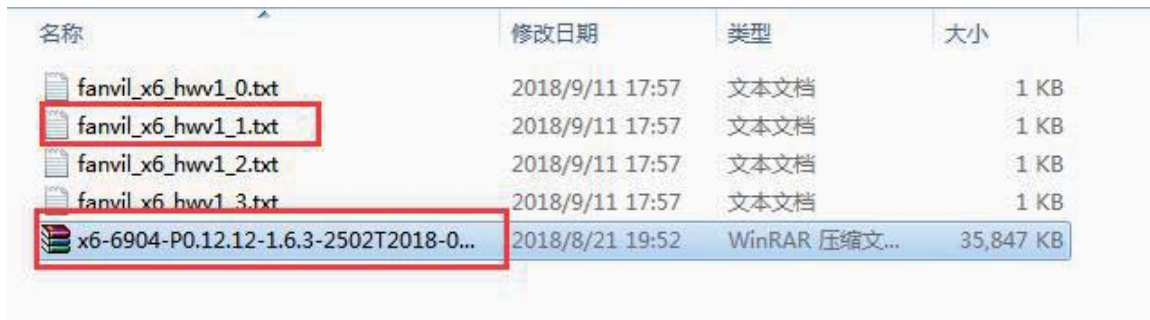 名称 修改日期 类型 大小
fanvil_x6_hwv1_0.txt 2018/9/11 17:57 文本文档 1 KB
fanvil_x6_hwv1_1.txt 2018/9/11 17:57 文本文档 1 KB
fanvil_x6_hwv1_2.txt 2018/9/11 17:57 文本文档 1 KB
fanvil_x6_hwv1_3.txt 2018/9/11 17:57 文本文档 1 KB
x6-6904-P0.12.12-1.6.3-2502T2018-0... 2018/8/21 19:52 WinRAR 压缩文... 35,847 KB